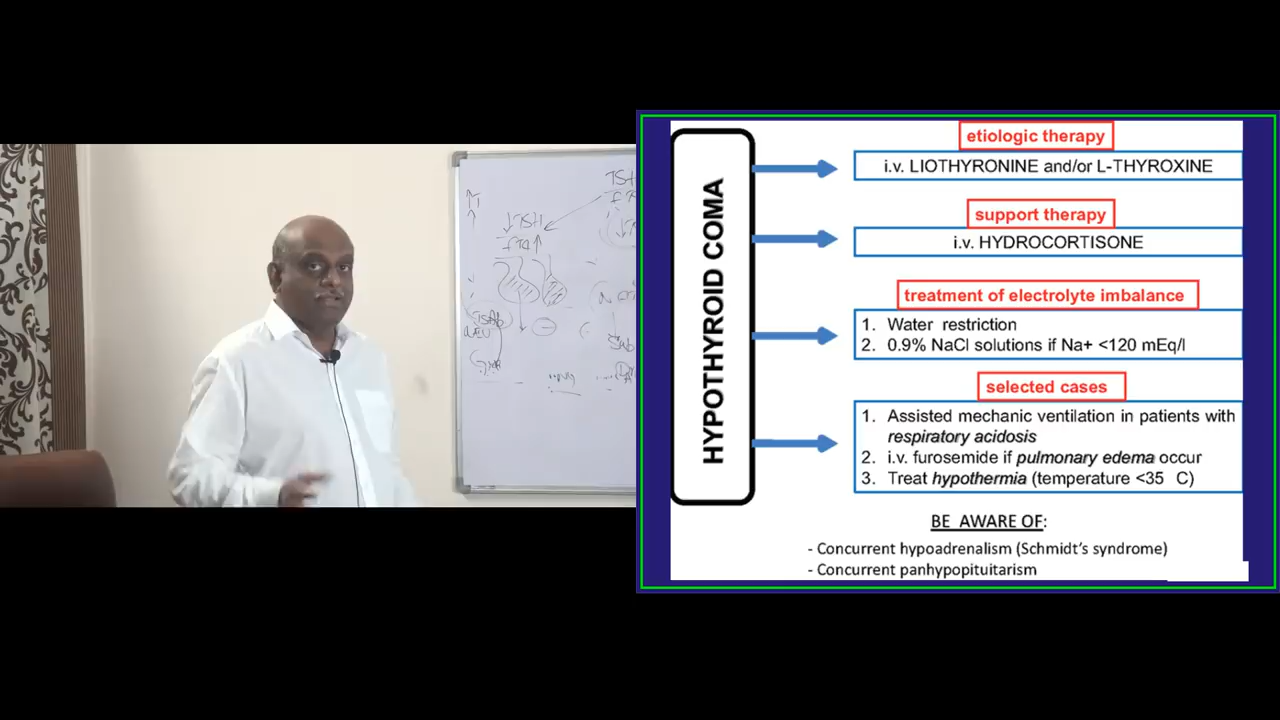 TSH
↓TSH
HYPOTHYROID COMA
etiologic therapy
i.v. LIOTHYRONINE and/or L-THYROXINE
support therapy
i.v. HYDROCORTISONE
treatment of electrolyte imbalance
1. Water restriction
2. 0.9% NaCl solutions if Na+ <120 mEq/l
selected cases
1. Assisted mechanic ventilation in patients with
respiratory acidosis
2. i.v. furosemide if pulmonary edema occur
3. Treat hypothermia (temperature <35 C)
BE AWARE OF:
- Concurrent hypoadrenalism (Schmidt's syndrome)
- Concurrent panhypopituitarism